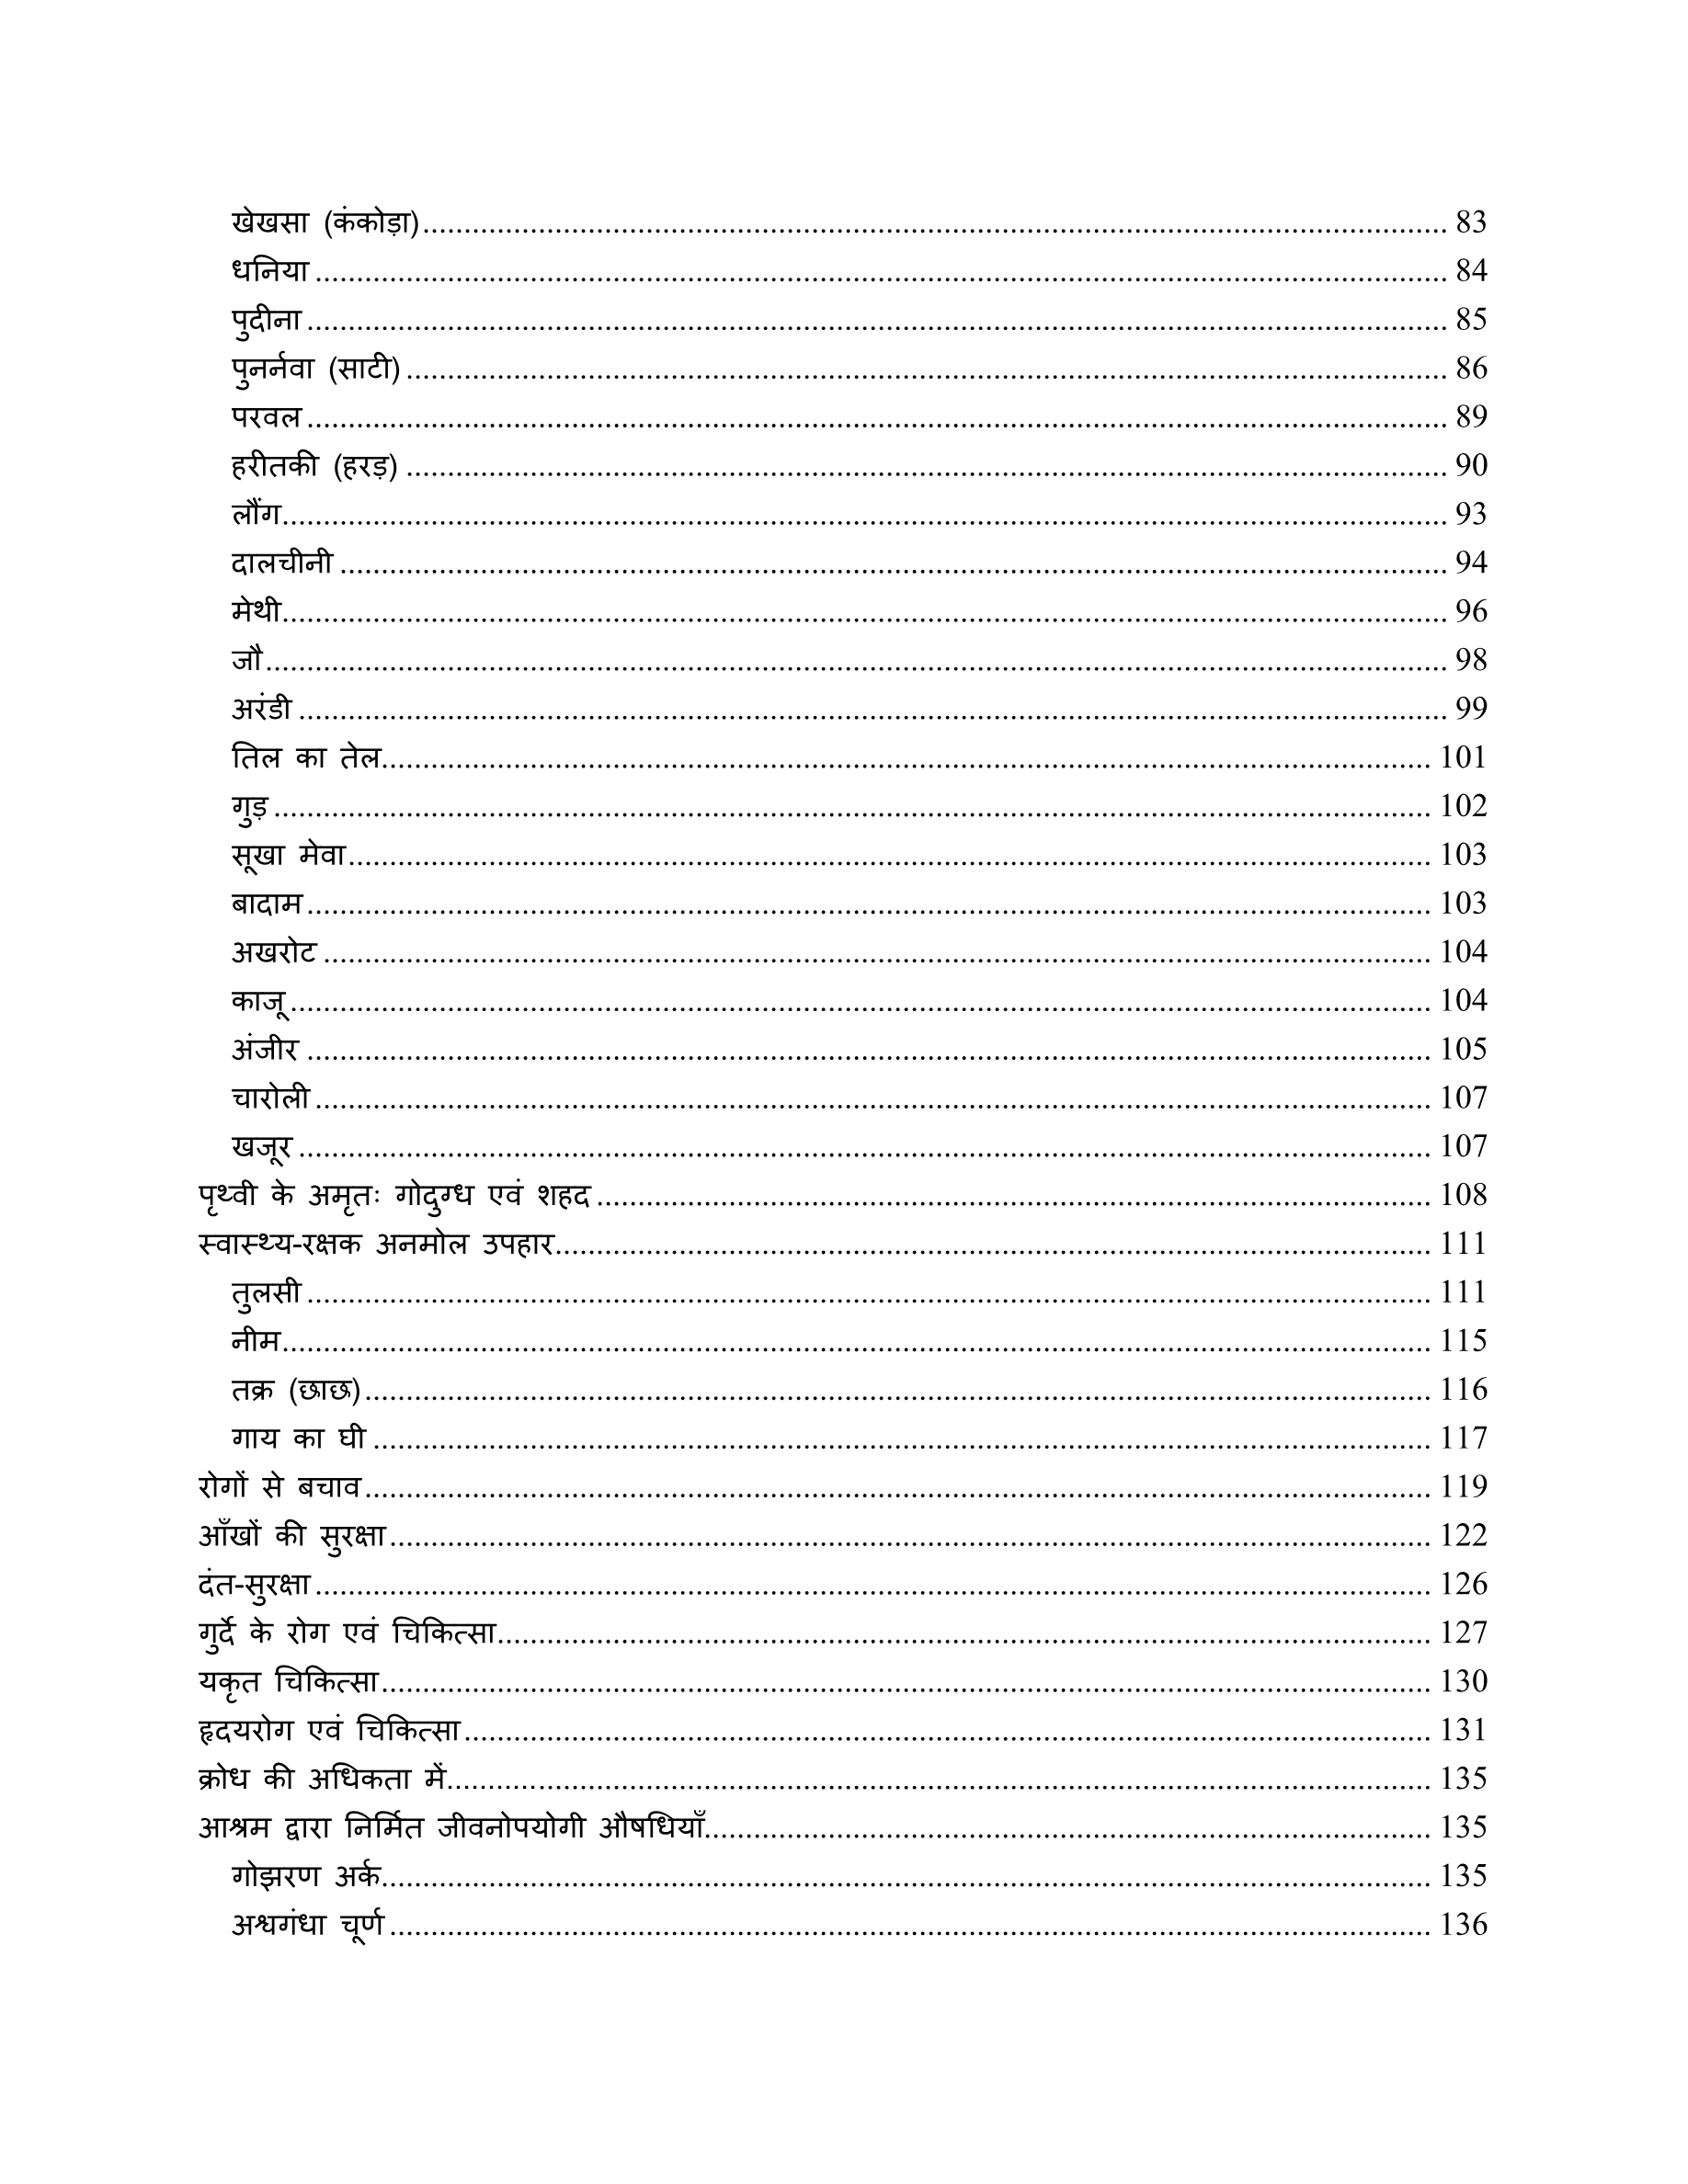 खेखसा (कंकोड़ा) ........ 83
धनिया ........ 84
पुदीना ........ 85
पुनर्नवा (साटी) ........ 86
परवल ........ 89
हरीतकी (हरड़) ........ 90
लौंग ........ 93
दालचीनी ........ 94
मेथी ........ 96
जौ ........ 98
अरंडी ........ 99
तिल का तेल ........ 101
गुड़ ........ 102
सूखा मेवा ........ 103
बादाम ........ 103
अखरोट ........ 104
काजू ........ 104
अंजीर ........ 105
चारोली ........ 107
खजूर ........ 107
पृथ्वी के अमृतः गोदुग्ध एवं शहद ........ 108
स्वास्थ्य-रक्षक अनमोल उपहार ........ 111
तुलसी ........ 111
नीम ........ 115
तक्र (छाछ) ........ 116
गाय का घी ........ 117
रोगों से बचाव ........ 119
आँखों की सुरक्षा ........ 122
दंत-सुरक्षा ........ 126
गुर्दे के रोग एवं चिकित्सा ........ 127
यकृत चिकित्सा ........ 130
हृदयरोग एवं चिकित्सा ........ 131
क्रोध की अधिकता में ........ 135
आश्रम द्वारा निर्मित जीवनोपयोगी औषधियाँ ........ 135
गोझरण अर्क ........ 135
अश्वगंधा चूर्ण ........ 136